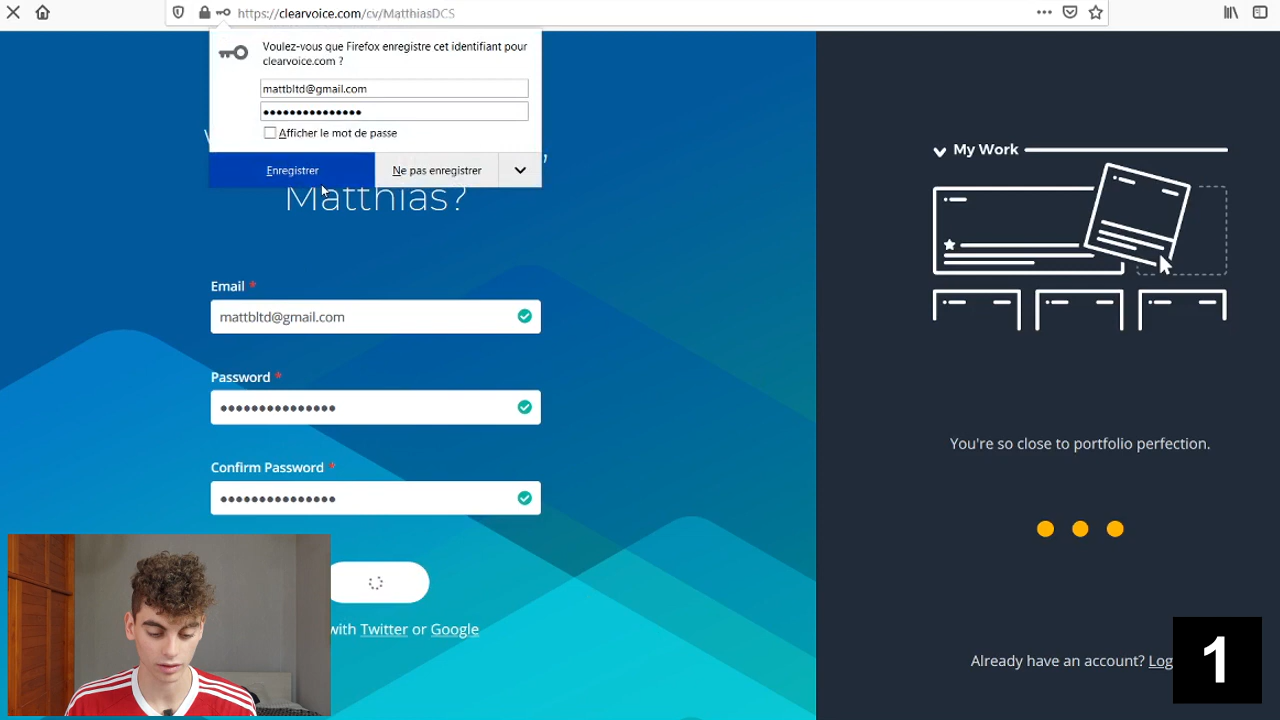 https://clearvoice.com/cv/MatthiasDCS
Voulez-vous que Firefox enregistre cet identifiant pour
clearvoice.com ?
mattbltd@gmail.com
•••••••••••••••
Afficher le mot de passe
Enregistrer
Ne pas enregistrer
Matthias?
Email *
mattbltd@gmail.com
Password *
•••••••••••••••
Confirm Password *
•••••••••••••••
with Twitter or Google
My Work
You're so close to portfolio perfection.
Already have an account? Log
1